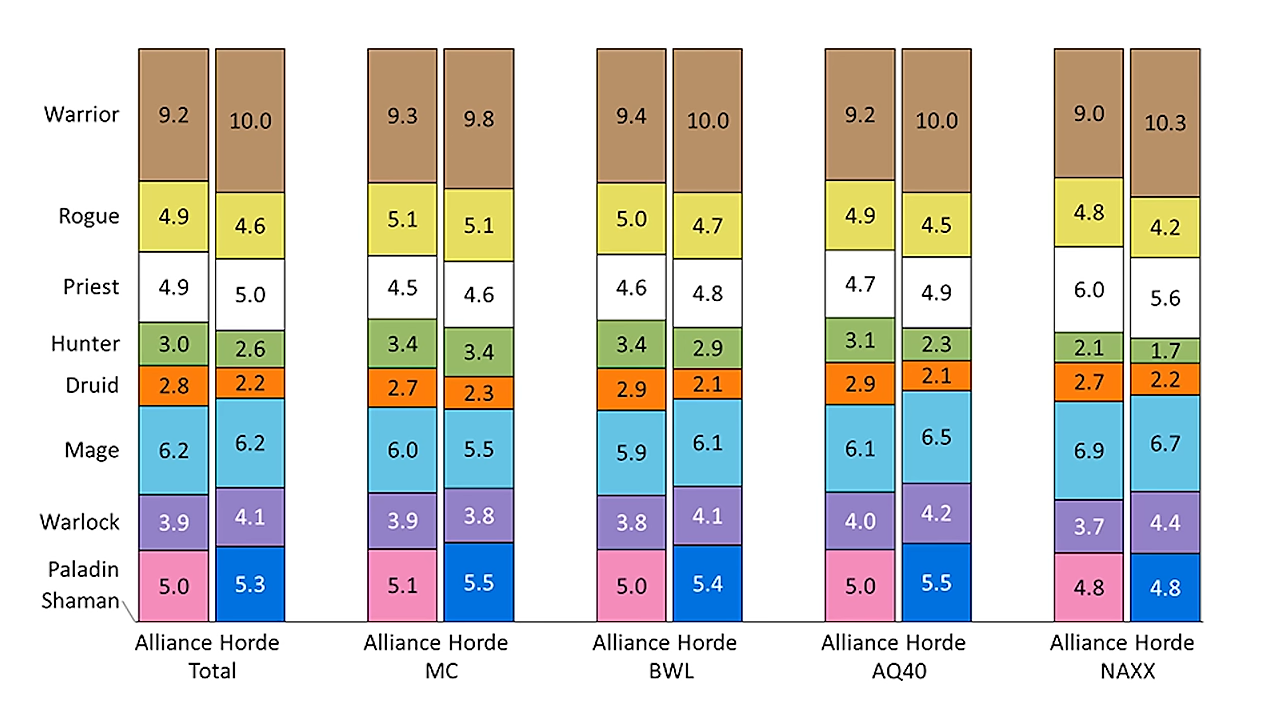 Warrior 9.2 10.0 9.3 9.8 9.4 10.0 9.2 10.0 9.0 10.3
Rogue 4.9 4.6 5.1 5.1 5.0 4.7 4.9 4.5 4.8 4.2
Priest 4.9 5.0 4.5 4.6 4.6 4.8 4.7 4.9 6.0 5.6
Hunter 3.0 2.6 3.4 3.4 3.4 2.9 3.1 2.3 2.1 1.7
Druid 2.8 2.2 2.7 2.3 2.9 2.1 2.9 2.1 2.7 2.2
Mage 6.2 6.2 6.0 5.5 5.9 6.1 6.1 6.5 6.9 6.7
Warlock 3.9 4.1 3.9 3.8 3.8 4.1 4.0 4.2 3.7 4.4
Paladin 5.0 5.3 5.1 5.5 5.0 5.4 5.0 5.5 4.8 4.8
Shaman
Alliance Horde Alliance Horde Alliance Horde Alliance Horde Alliance Horde
Total MC BWL AQ40 NAXX